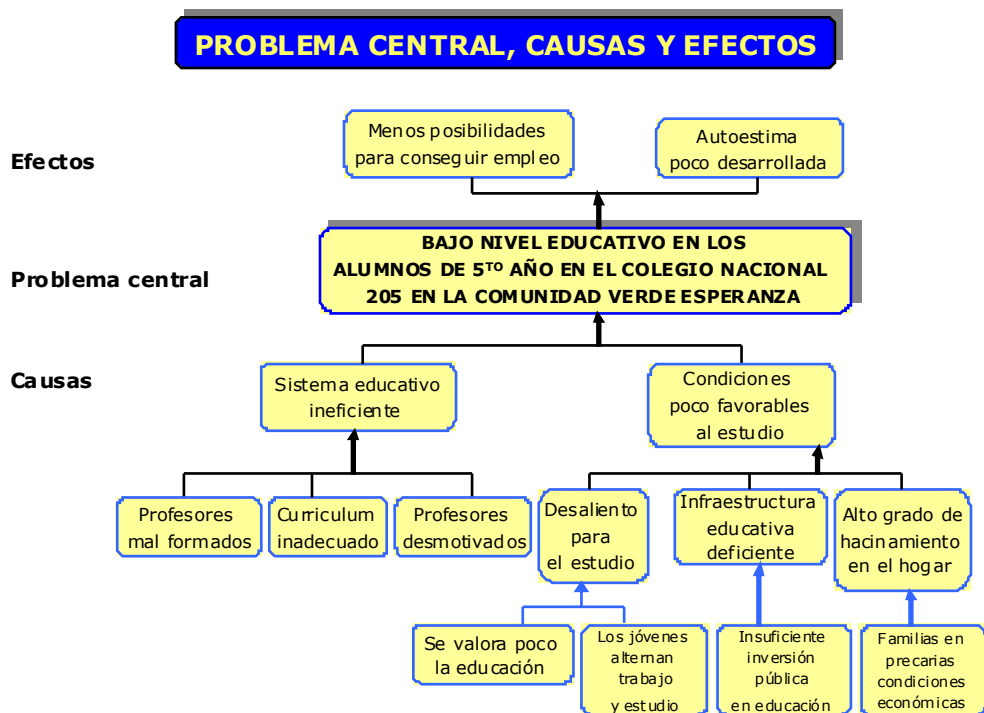 PROBLEMA CENTRAL, CAUSAS Y EFECTOS
Efectos
Menos posibilidades
para conseguir empleo
Autoestima
poco desarrollada
Problema central
BAJO NIVEL EDUCATIVO EN LOS
ALUMNOS DE 5TO AÑO EN EL COLEGIO NACIONAL
205 EN LA COMUNIDAD VERDE ESPERANZA
Causas
Sistema educativo
ineficiente
Condiciones
poco favorables
al estudio
Profesores
mal formados
Curriculum
inadecuado
Profesores
desmotivados
Desaliento
para
el estudio
Infraestructura
educativa
deficiente
Alto grado de
hacinamiento
en el hogar
Se valora poco
la educación
Los jóvenes
alternan
trabajo
y estudio
Insuficiente
inversión
pública
en educación
Familias en
precarias
condiciones
económicas